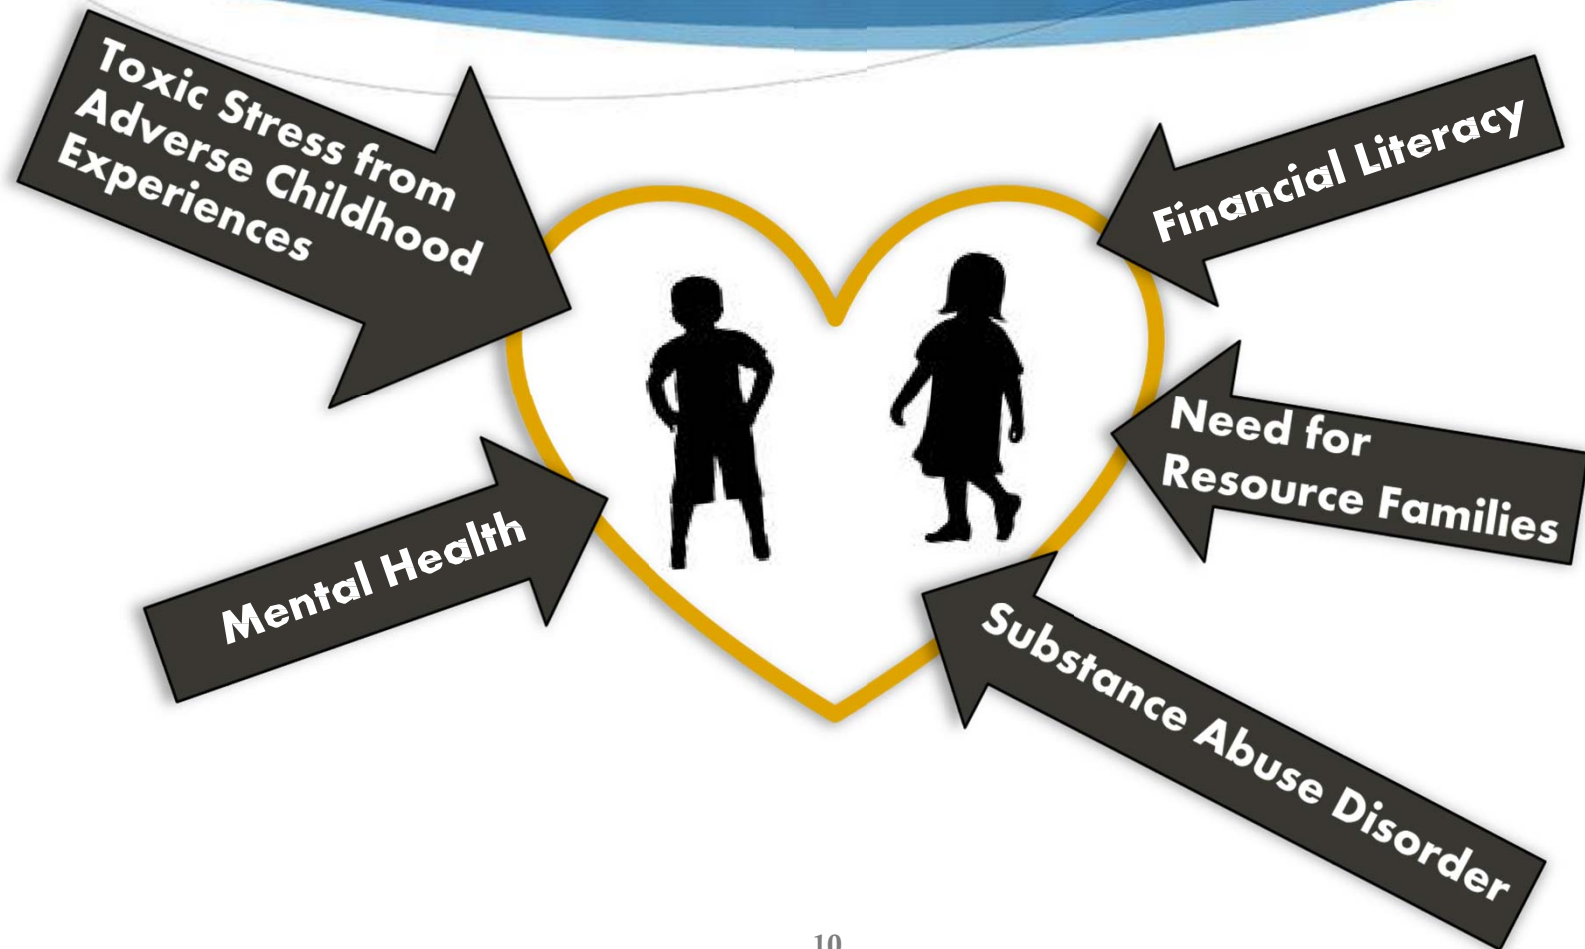 Toxic Stress from
Adverse Childhood
Experiences
Financial Literacy
Need for
Resource Families
Mental Health
Substance Abuse Disorder
10